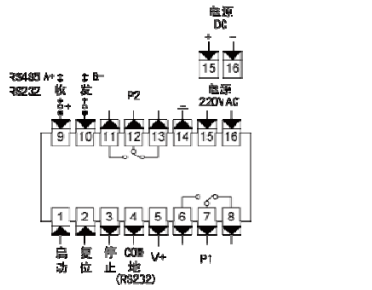 电源
DC
+ −
15 16
电源
220VAC
RS485 A+ B-
RS232 收 发
P2
+ −
9 10 11 12 13 14 15 16
1 2 3 4 5 6 7 8
启动 复位 停止 COM地 V+ P1
(RS232)